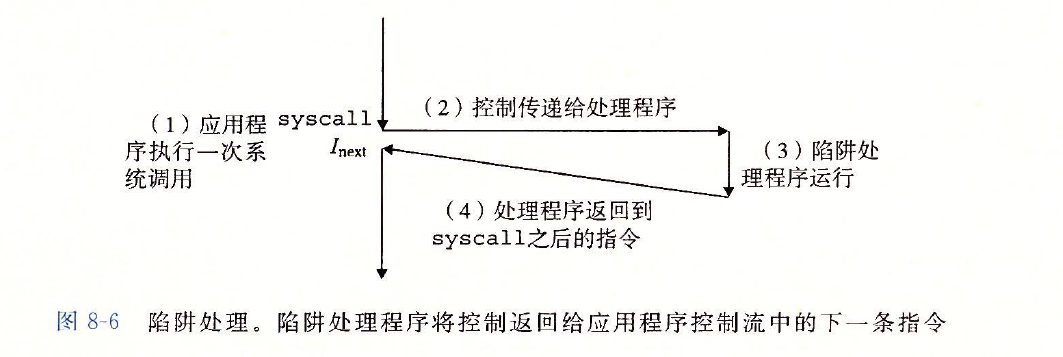 (2)控制传递给处理程序
(1)应用程 syscall
序执行一次系 Inext
统调用
(3)陷阱处
理程序运行
(4)处理程序返回到
syscall之后的指令
图 8-6 陷阱处理。陷阱处理程序将控制返回给应用程序控制流中的下一条指令